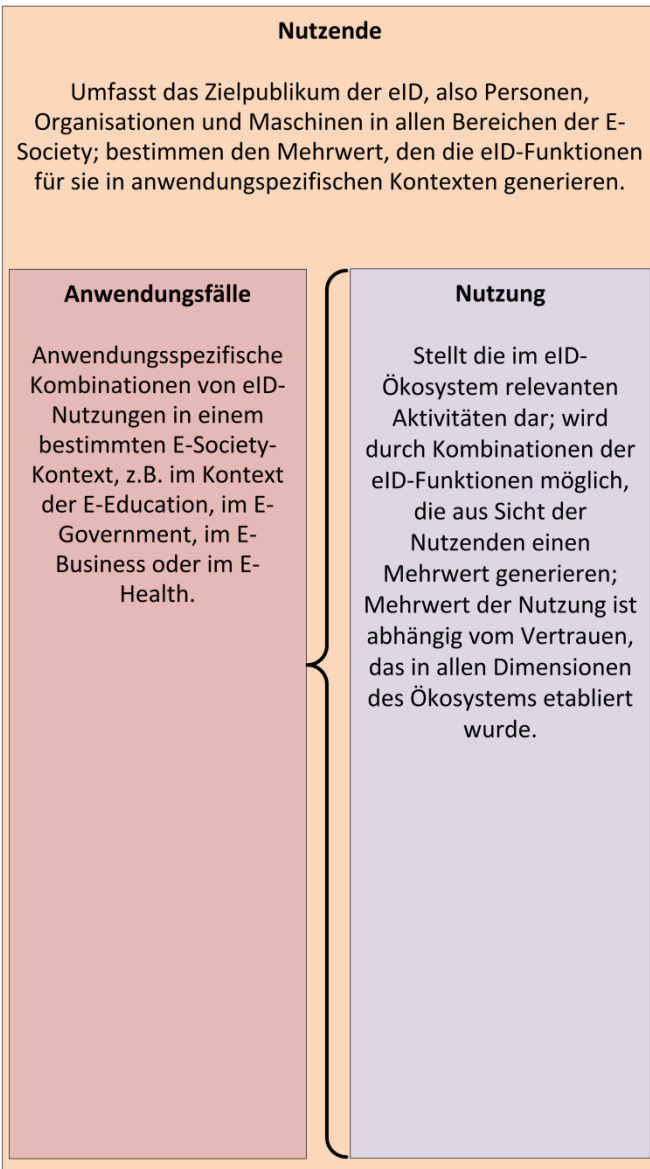 Nutzende
Umfasst das Zielpublikum der eID, also Personen,
Organisationen und Maschinen in allen Bereichen der E-
Society; bestimmen den Mehrwert, den die eID-Funktionen
für sie in anwendungspezifischen Kontexten generieren.
Anwendungsfälle
Anwendungsspezifische
Kombinationen von eID-
Nutzungen in einem
bestimmten E-Society-
Kontext, z.B. im Kontext
der E-Education, im E-
Government, im E-
Business oder im E-
Health.
Nutzung
Stellt die im eID-
Ökosystem relevanten
Aktivitäten dar; wird
durch Kombinationen der
eID-Funktionen möglich,
die aus Sicht der
Nutzenden einen
Mehrwert generieren;
Mehrwert der Nutzung ist
abhängig vom Vertrauen,
das in allen Dimensionen
des Ökosystems etabliert
wurde.